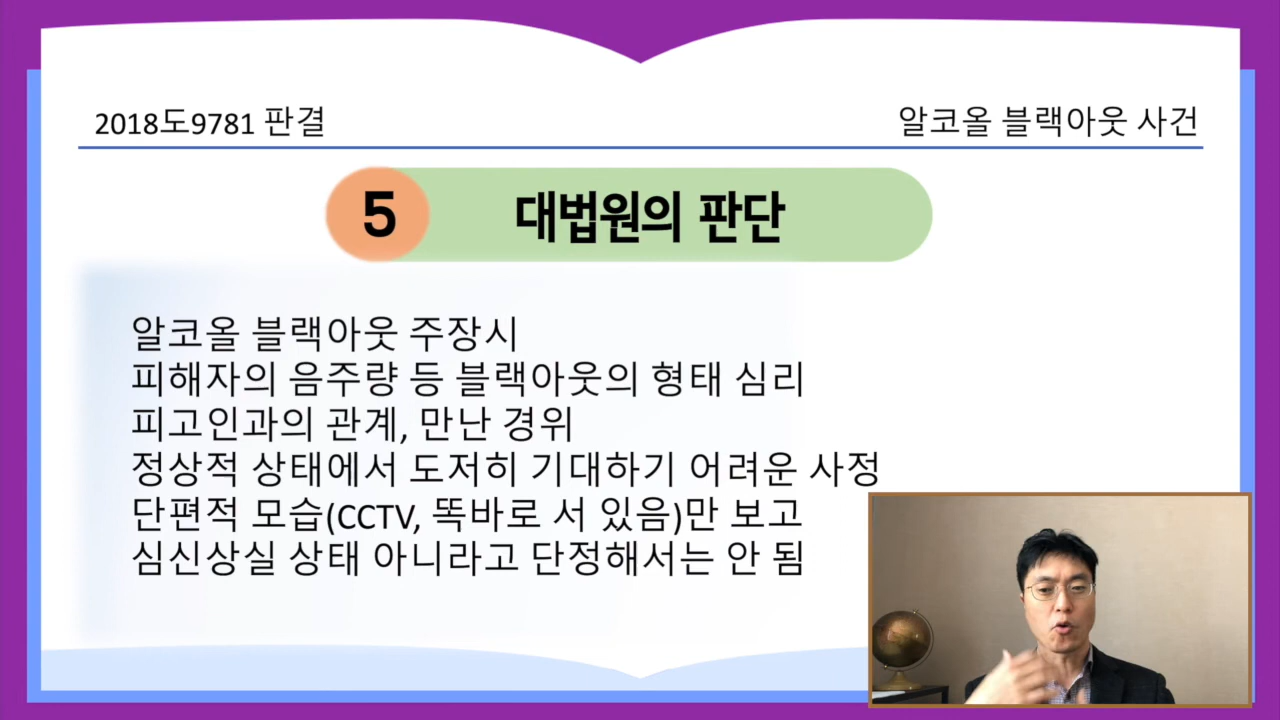 2018도9781 판결
알코올 블랙아웃 사건
5
대법원의 판단
알코올 블랙아웃 주장시
피해자의 음주량 등 블랙아웃의 형태 심리
피고인과의 관계, 만난 경위
정상적 상태에서 도저히 기대하기 어려운 사정
단편적 모습(CCTV, 똑바로 서 있음)만 보고
심신상실 상태 아니라고 단정해서는 안 됨